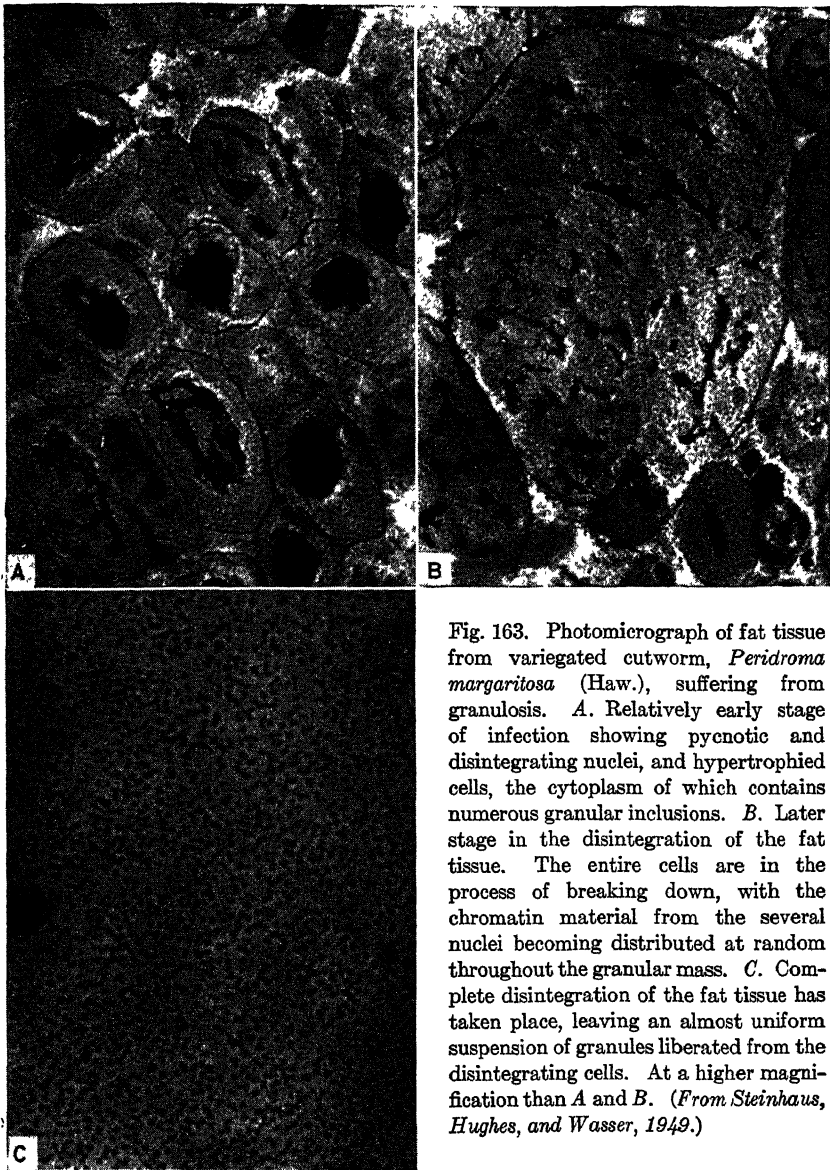 A
B
C
Fig. 163. Photomicrograph of fat tissue
from variegated cutworm, Peridroma
margaritosa (Haw.), suffering from
granulosis. A. Relatively early stage
of infection showing pycnotic and
disintegrating nuclei, and hypertrophied
cells, the cytoplasm of which contains
numerous granular inclusions. B. Later
stage in the disintegration of the fat
tissue. The entire cells are in the
process of breaking down, with the
chromatin material from the several
nuclei becoming distributed at random
throughout the granular mass. C. Com-
plete disintegration of the fat tissue has
taken place, leaving an almost uniform
suspension of granules liberated from the
disintegrating cells. At a higher magni-
fication than A and B. (From Steinhaus,
Hughes, and Wasser, 1949.)